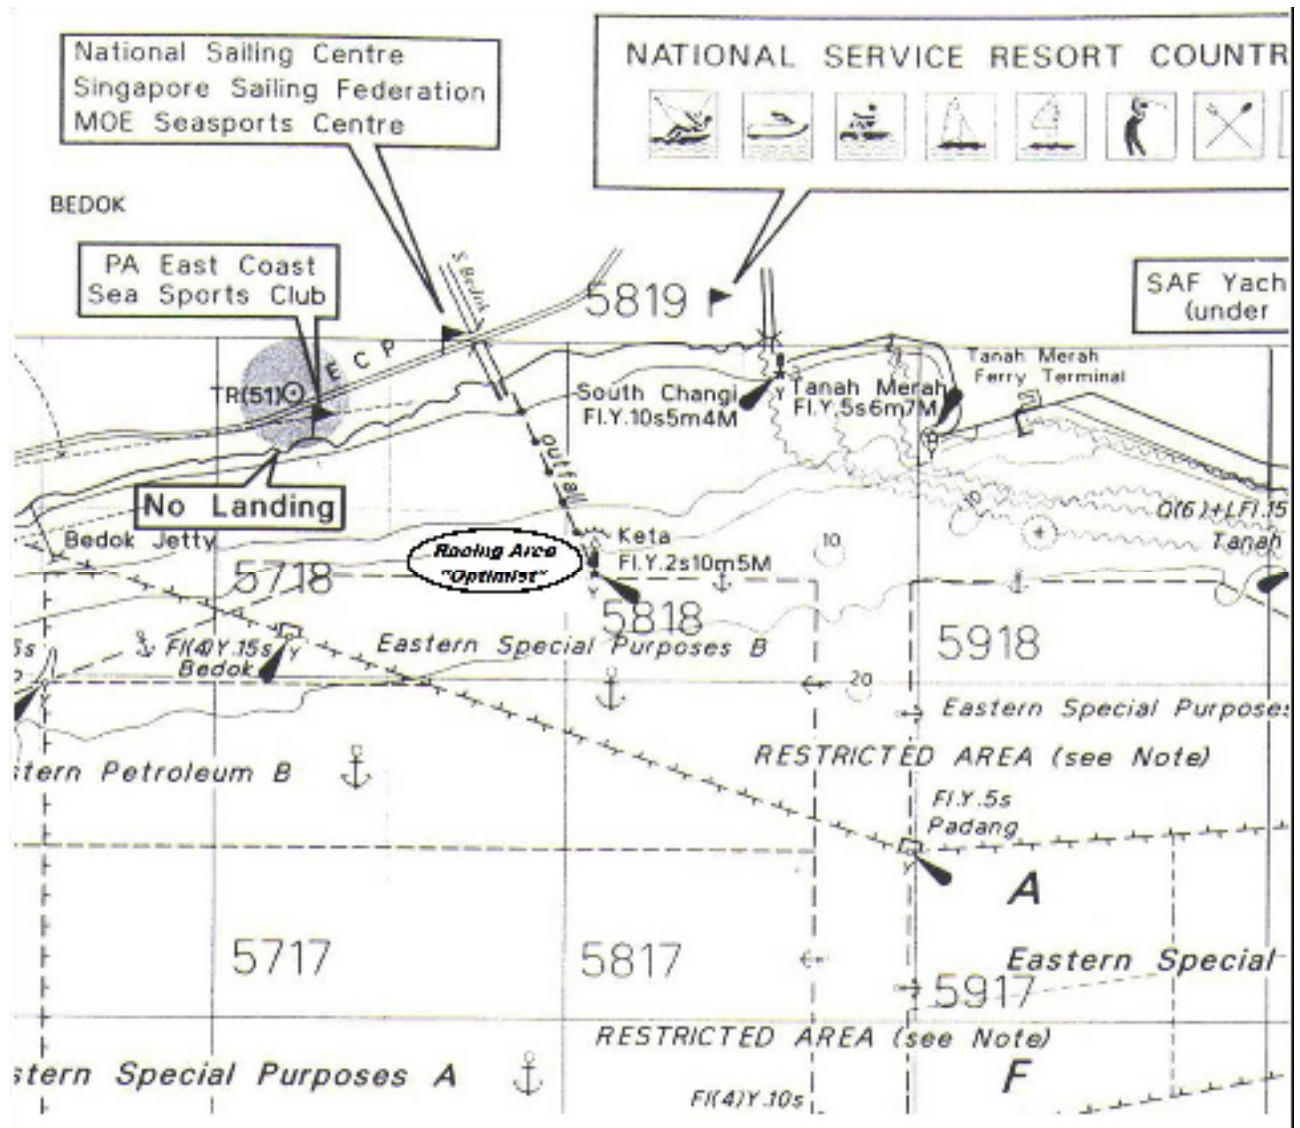 National Sailing Centre
Singapore Sailing Federation
MOE Seasports Centre
NATIONAL SERVICE RESORT COUNTR
BEDOK
PA East Coast
Sea Sports Club
S Bedok
5819
SAF Yach
(under
E C P
TR(51)
Tanah Merah
Ferry Terminal
South Changi
Fl.Y.10s5m4M
Tanah Merah
Fl.Y.5s6m7M
outfall
No Landing
10
Q(6)+LFl.15
Tanah
Bedok Jetty
Racing Area
"Optimist"
Keta
Fl.Y.2s10m5M
10
5718
5818
5918
6s
Fl(4)Y.15s
Bedok
Y
Eastern Special Purposes B
20
Eastern Special Purposes
RESTRICTED AREA (see Note)
stern Petroleum B
Fl.Y.5s
Padang
Y
A
5717
5817
5917
Eastern Special
RESTRICTED AREA (see Note)
F
stern Special Purposes A
Fl(4)Y.10s